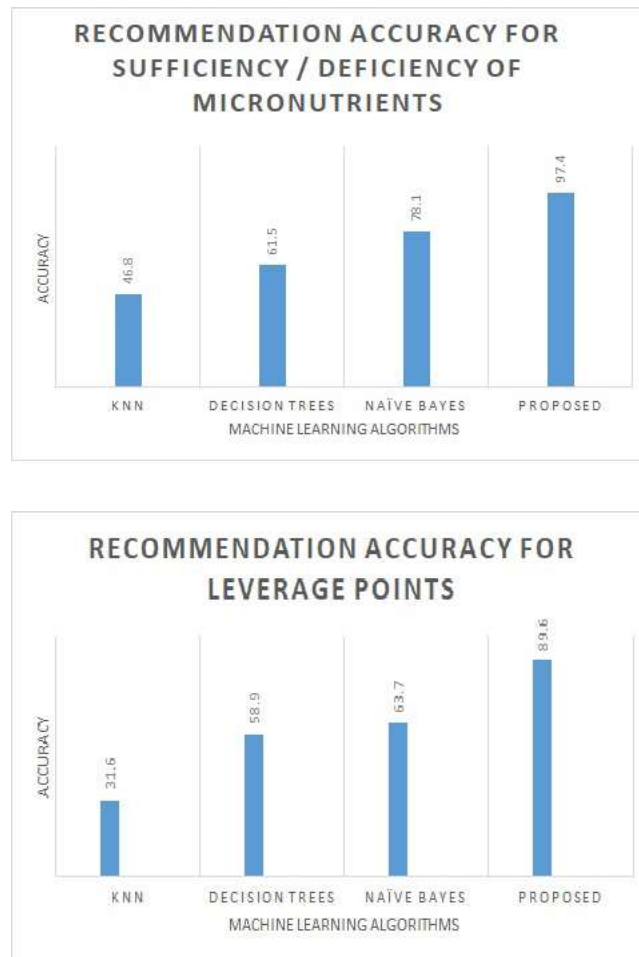 RECOMMENDATION ACCURACY FOR
SUFFICIENCY / DEFICIENCY OF
MICRONUTRIENTS
ACCURACY
46.8
61.5
78.1
97.4
KNN
DECISION TREES
NAÏVE BAYES
PROPOSED
MACHINE LEARNING ALGORITHMS
RECOMMENDATION ACCURACY FOR
LEVERAGE POINTS
ACCURACY
31.6
58.9
63.7
89.6
KNN
DECISION TREES
NAÏVE BAYES
PROPOSED
MACHINE LEARNING ALGORITHMS